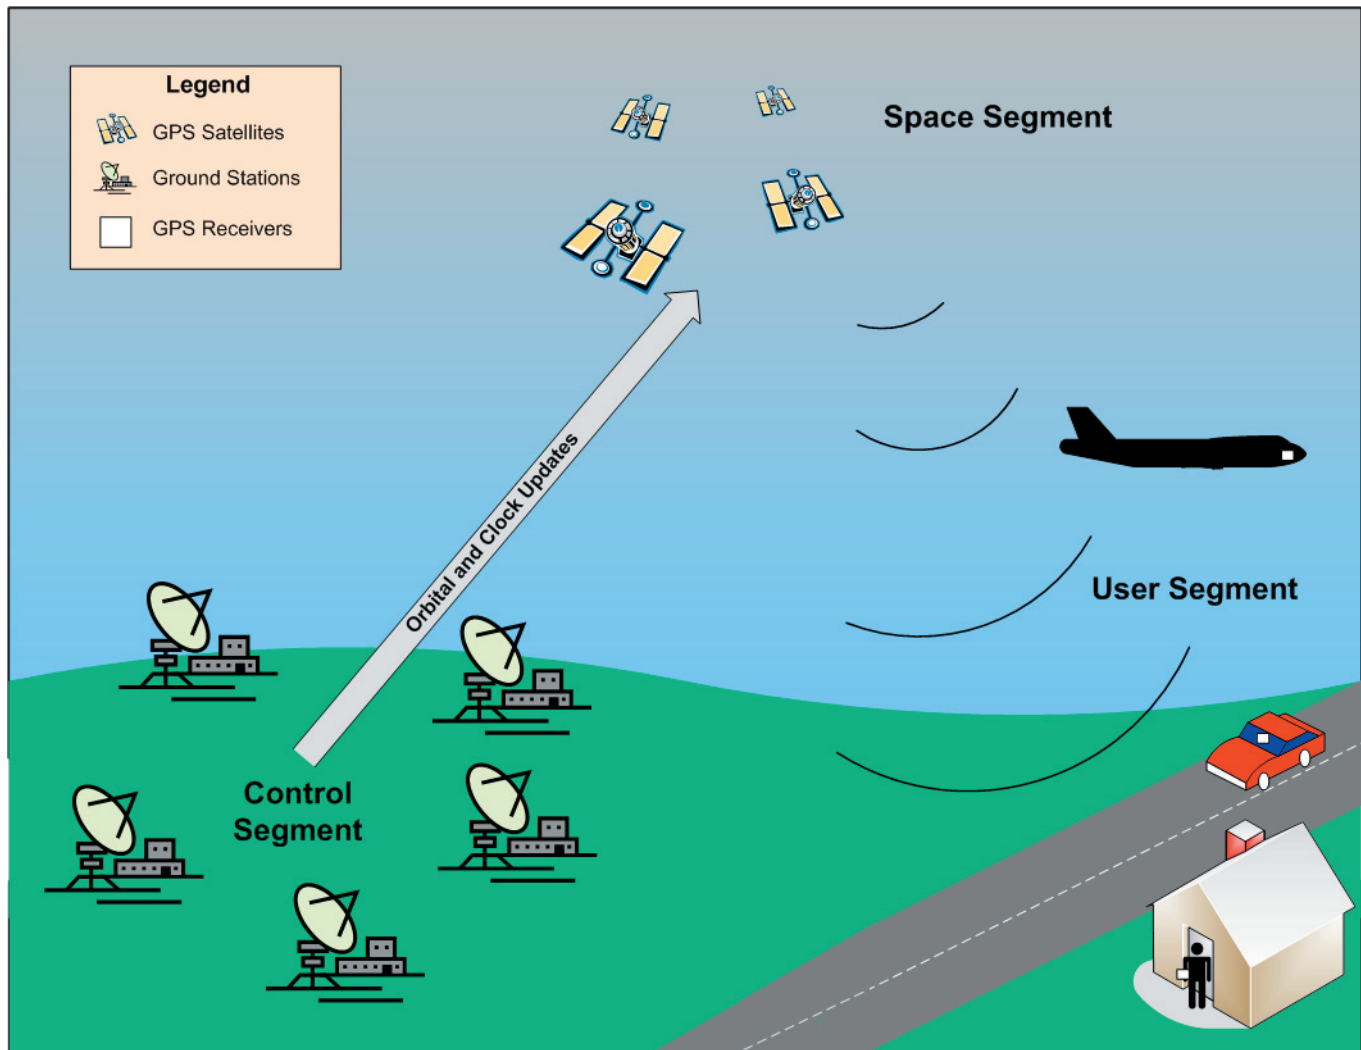 Legend
GPS Satellites
Ground Stations
GPS Receivers
Space Segment
Orbital and Clock Updates
User Segment
Control
Segment